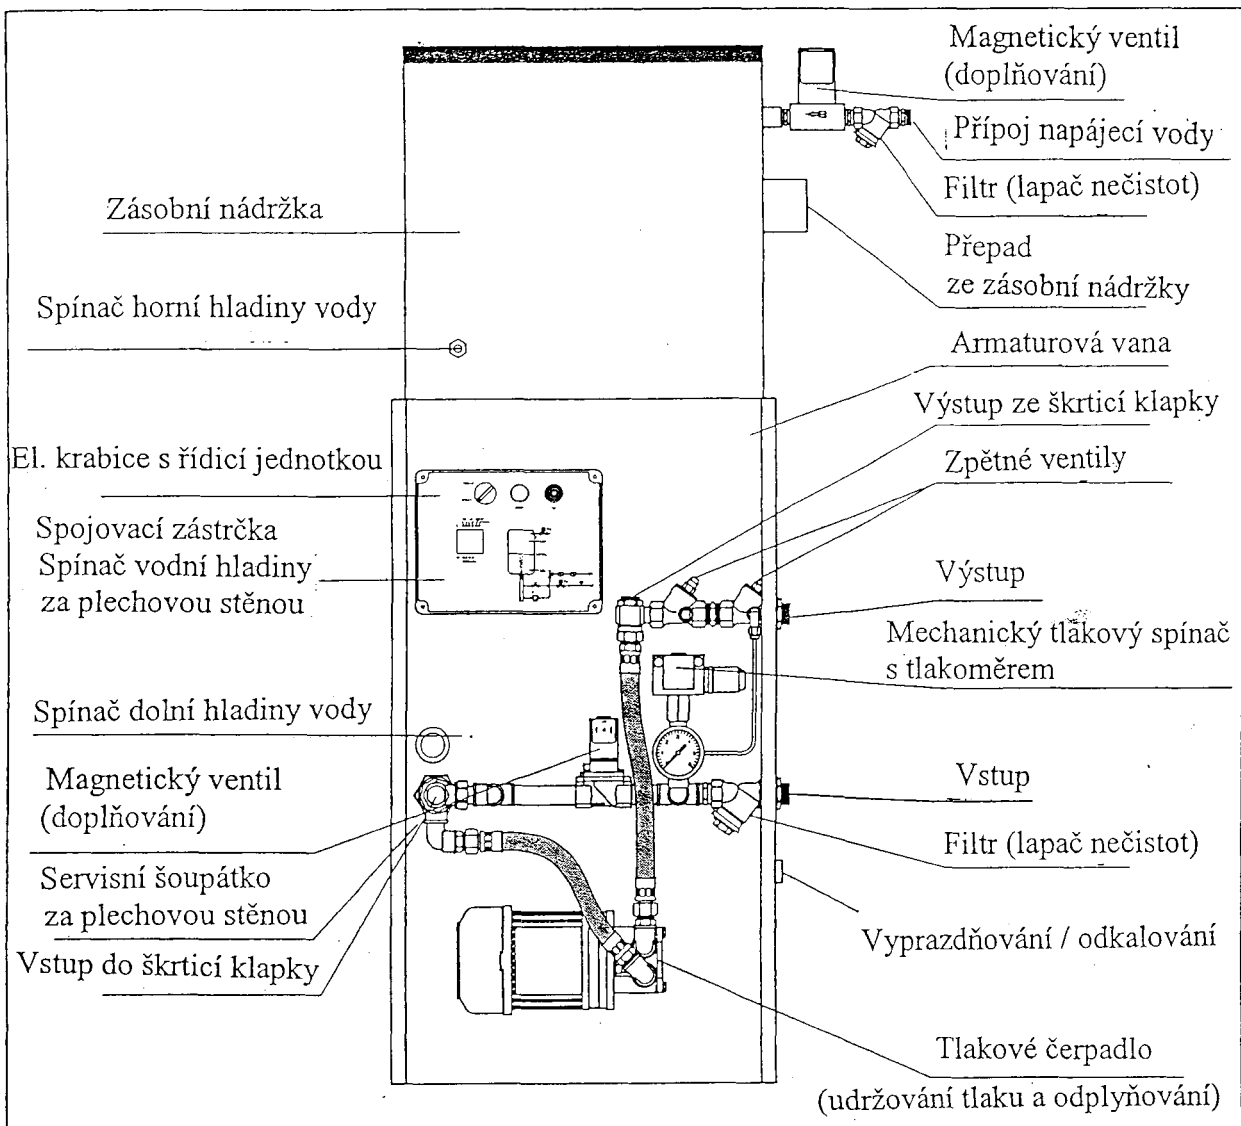 Magnetický ventil
(doplňování)
Přípoj napájecí vody
Filtr (lapač nečistot)
Přepad
ze zásobní nádržky
Armaturová vana
Výstup ze škrticí klapky
Zpětné ventily
Výstup
Mechanický tlakový spínač
s tlakoměrem
Vstup
Filtr (lapač nečistot)
Vyprazdňování / odkalování
Tlakové čerpadlo
(udržování tlaku a odplyňování)
Zásobní nádržka
Spínač horní hladiny vody
El. krabice s řídicí jednotkou
Spojovací zástrčka
Spínač vodní hladiny
za plechovou stěnou
Spínač dolní hladiny vody
Magnetický ventil
(doplňování)
Servisní šoupátko
za plechovou stěnou
Vstup do škrticí klapky